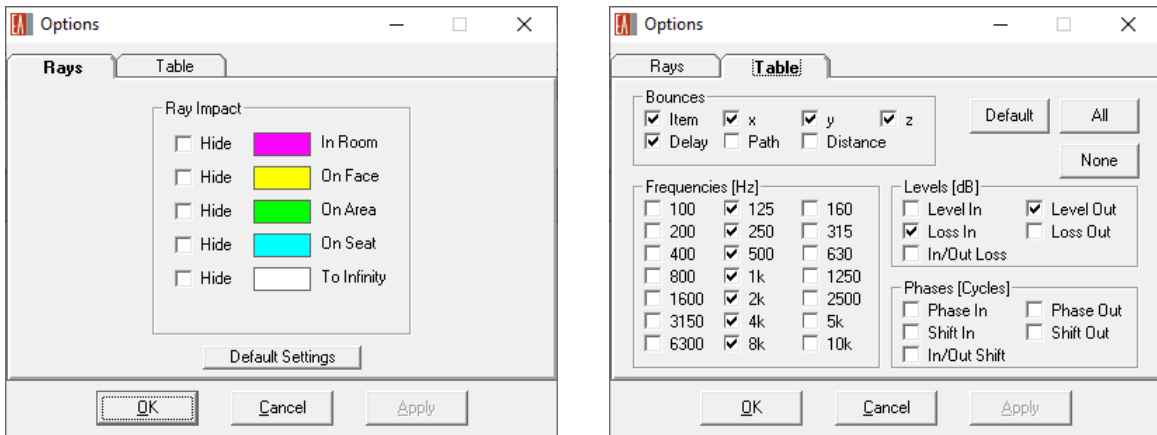 EA Options
Rays Table
Ray Impact
Hide In Room
Hide On Face
Hide On Area
Hide On Seat
Hide To Infinity
Default Settings
OK Cancel Apply
EA Options
Rays Table
Bounces
Item x y z
Delay Path Distance
Default All
None
Frequencies [Hz]
100 125 160
200 250 315
400 500 630
800 1k 1250
1600 2k 2500
3150 4k 5k
6300 8k 10k
Levels [dB]
Level In Level Out
Loss In Loss Out
In/Out Loss
Phases [Cycles]
Phase In Phase Out
Shift In Shift Out
In/Out Shift
OK Cancel Apply